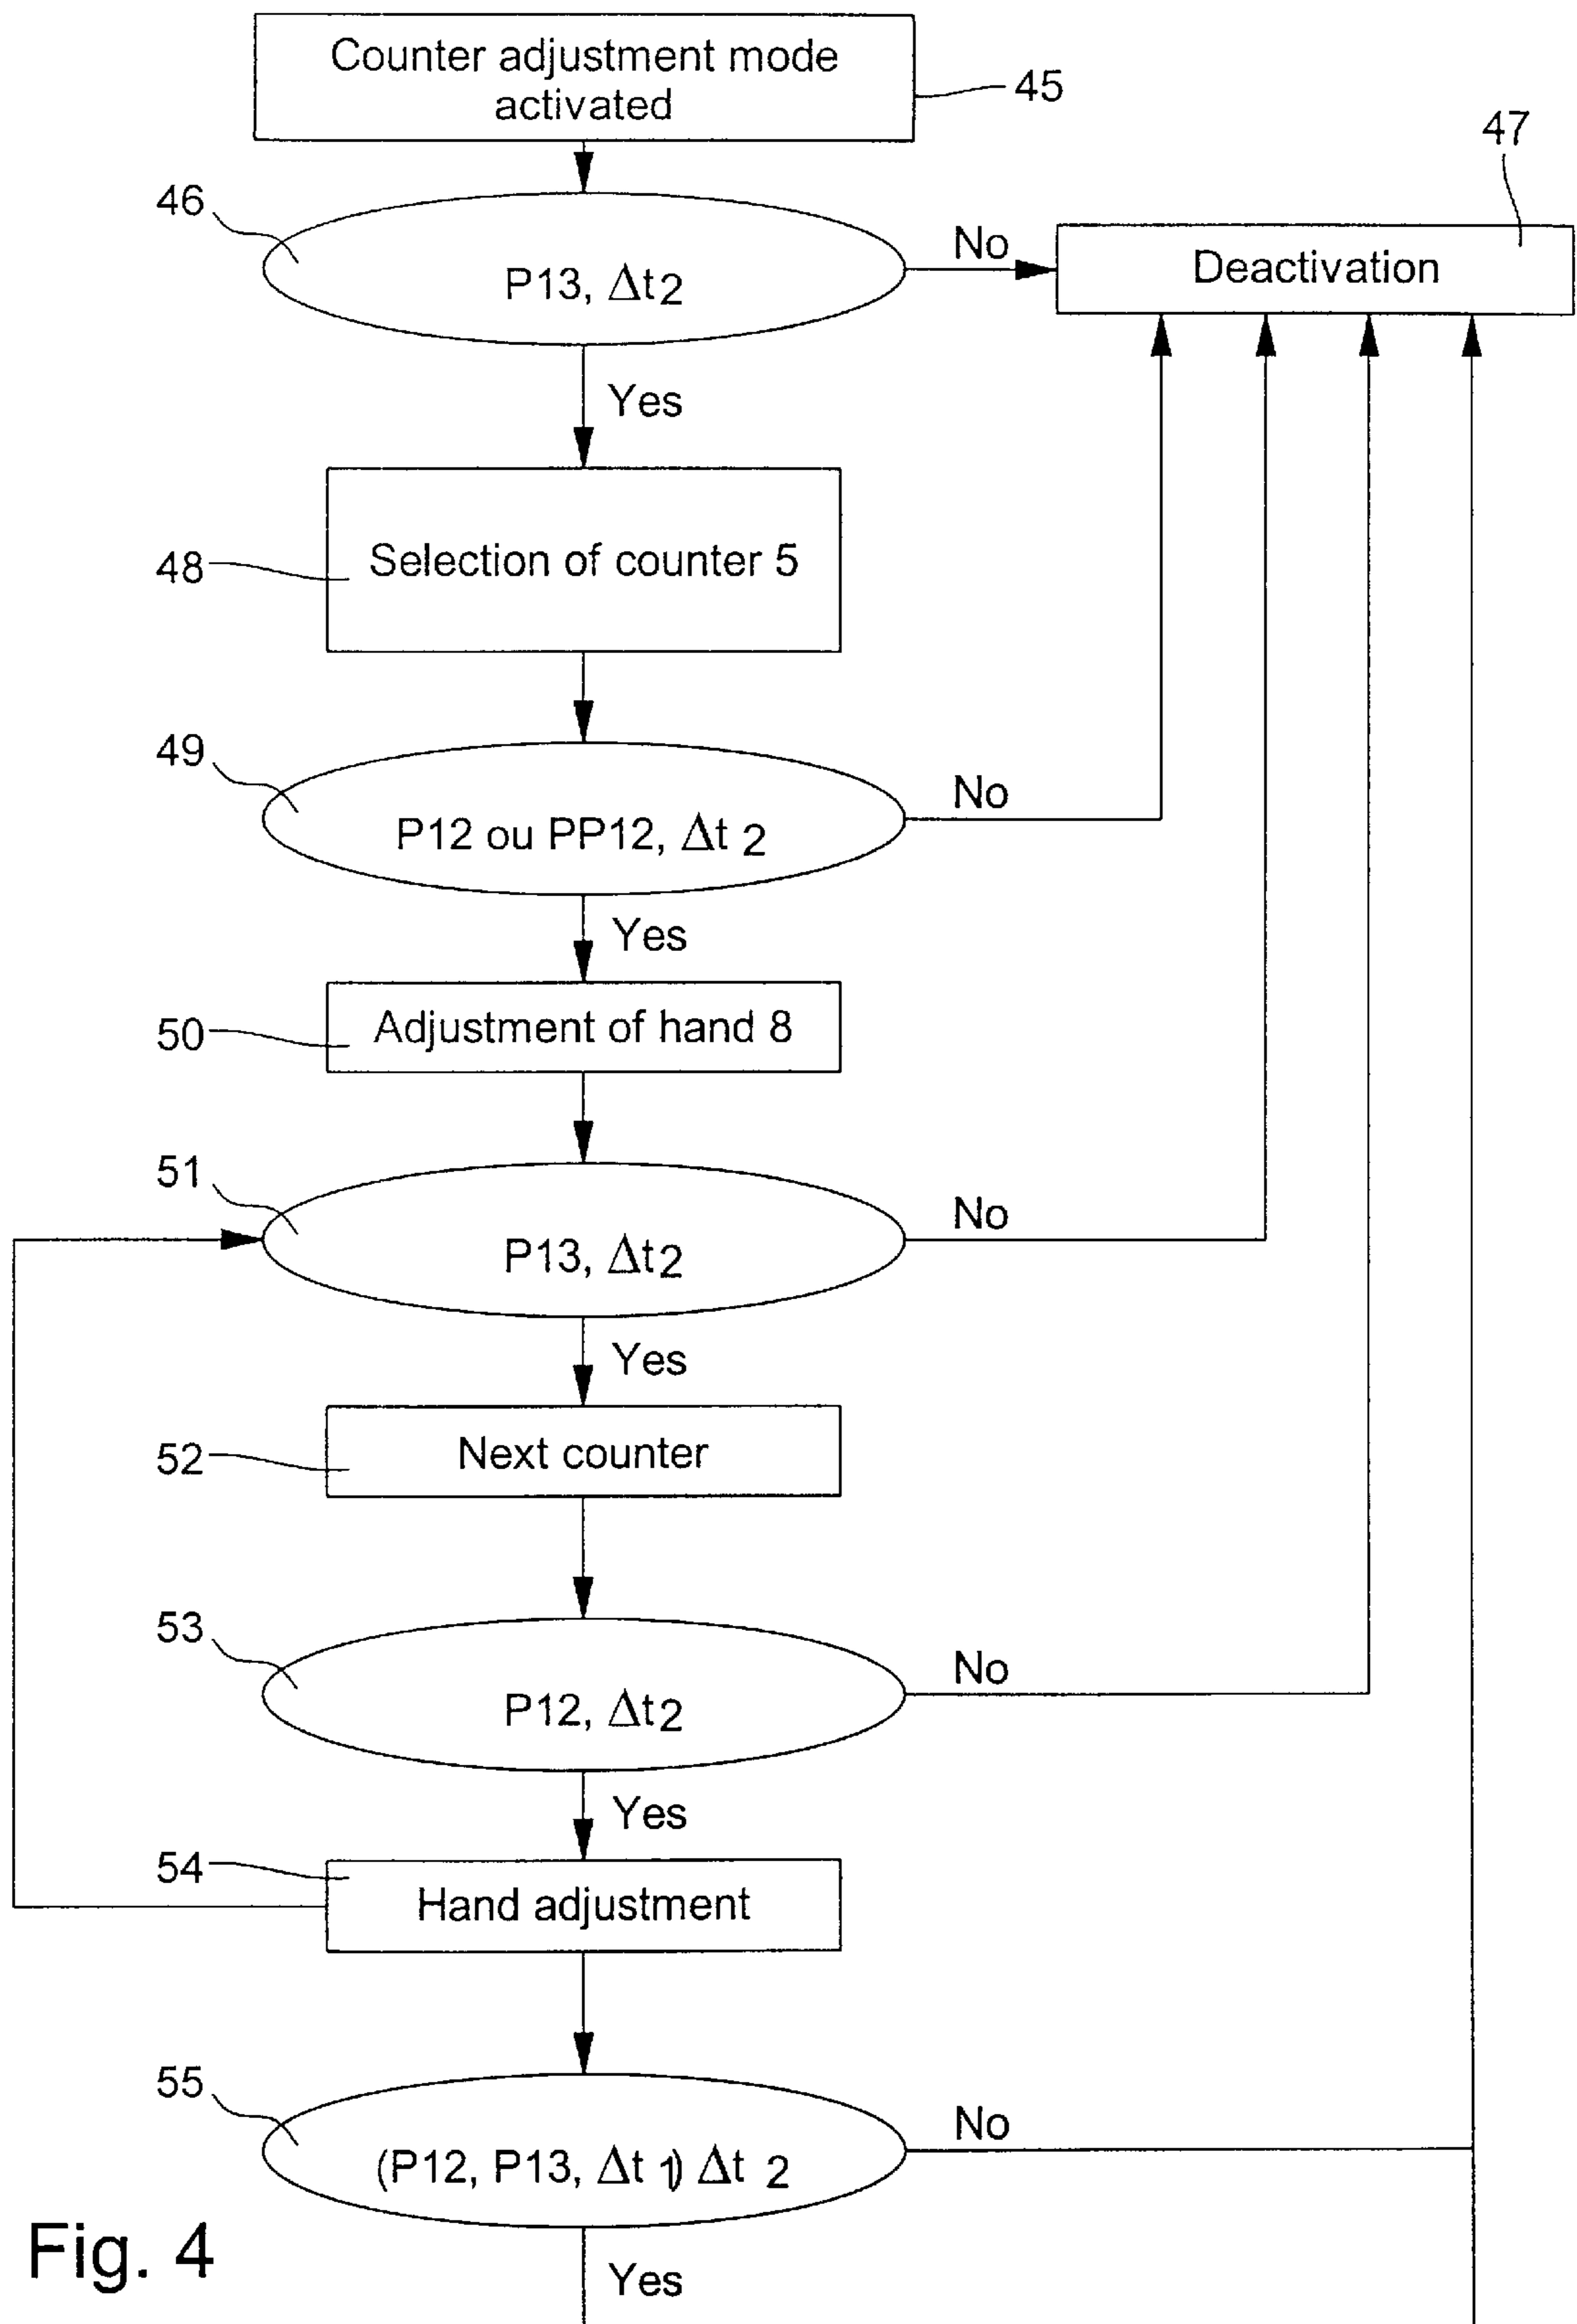 Counter adjustment mode
activated
45
47
46
P13, Δt2
No
Deactivation
Yes
48
Selection of counter 5
49
P12 ou PP12, Δt 2
No
Yes
50
Adjustment of hand 8
51
P13, Δt2
No
Yes
52
Next counter
53
P12, Δt2
No
Yes
54
Hand adjustment
55
(P12, P13, Δt 1) Δt 2
No
Yes
Fig. 4